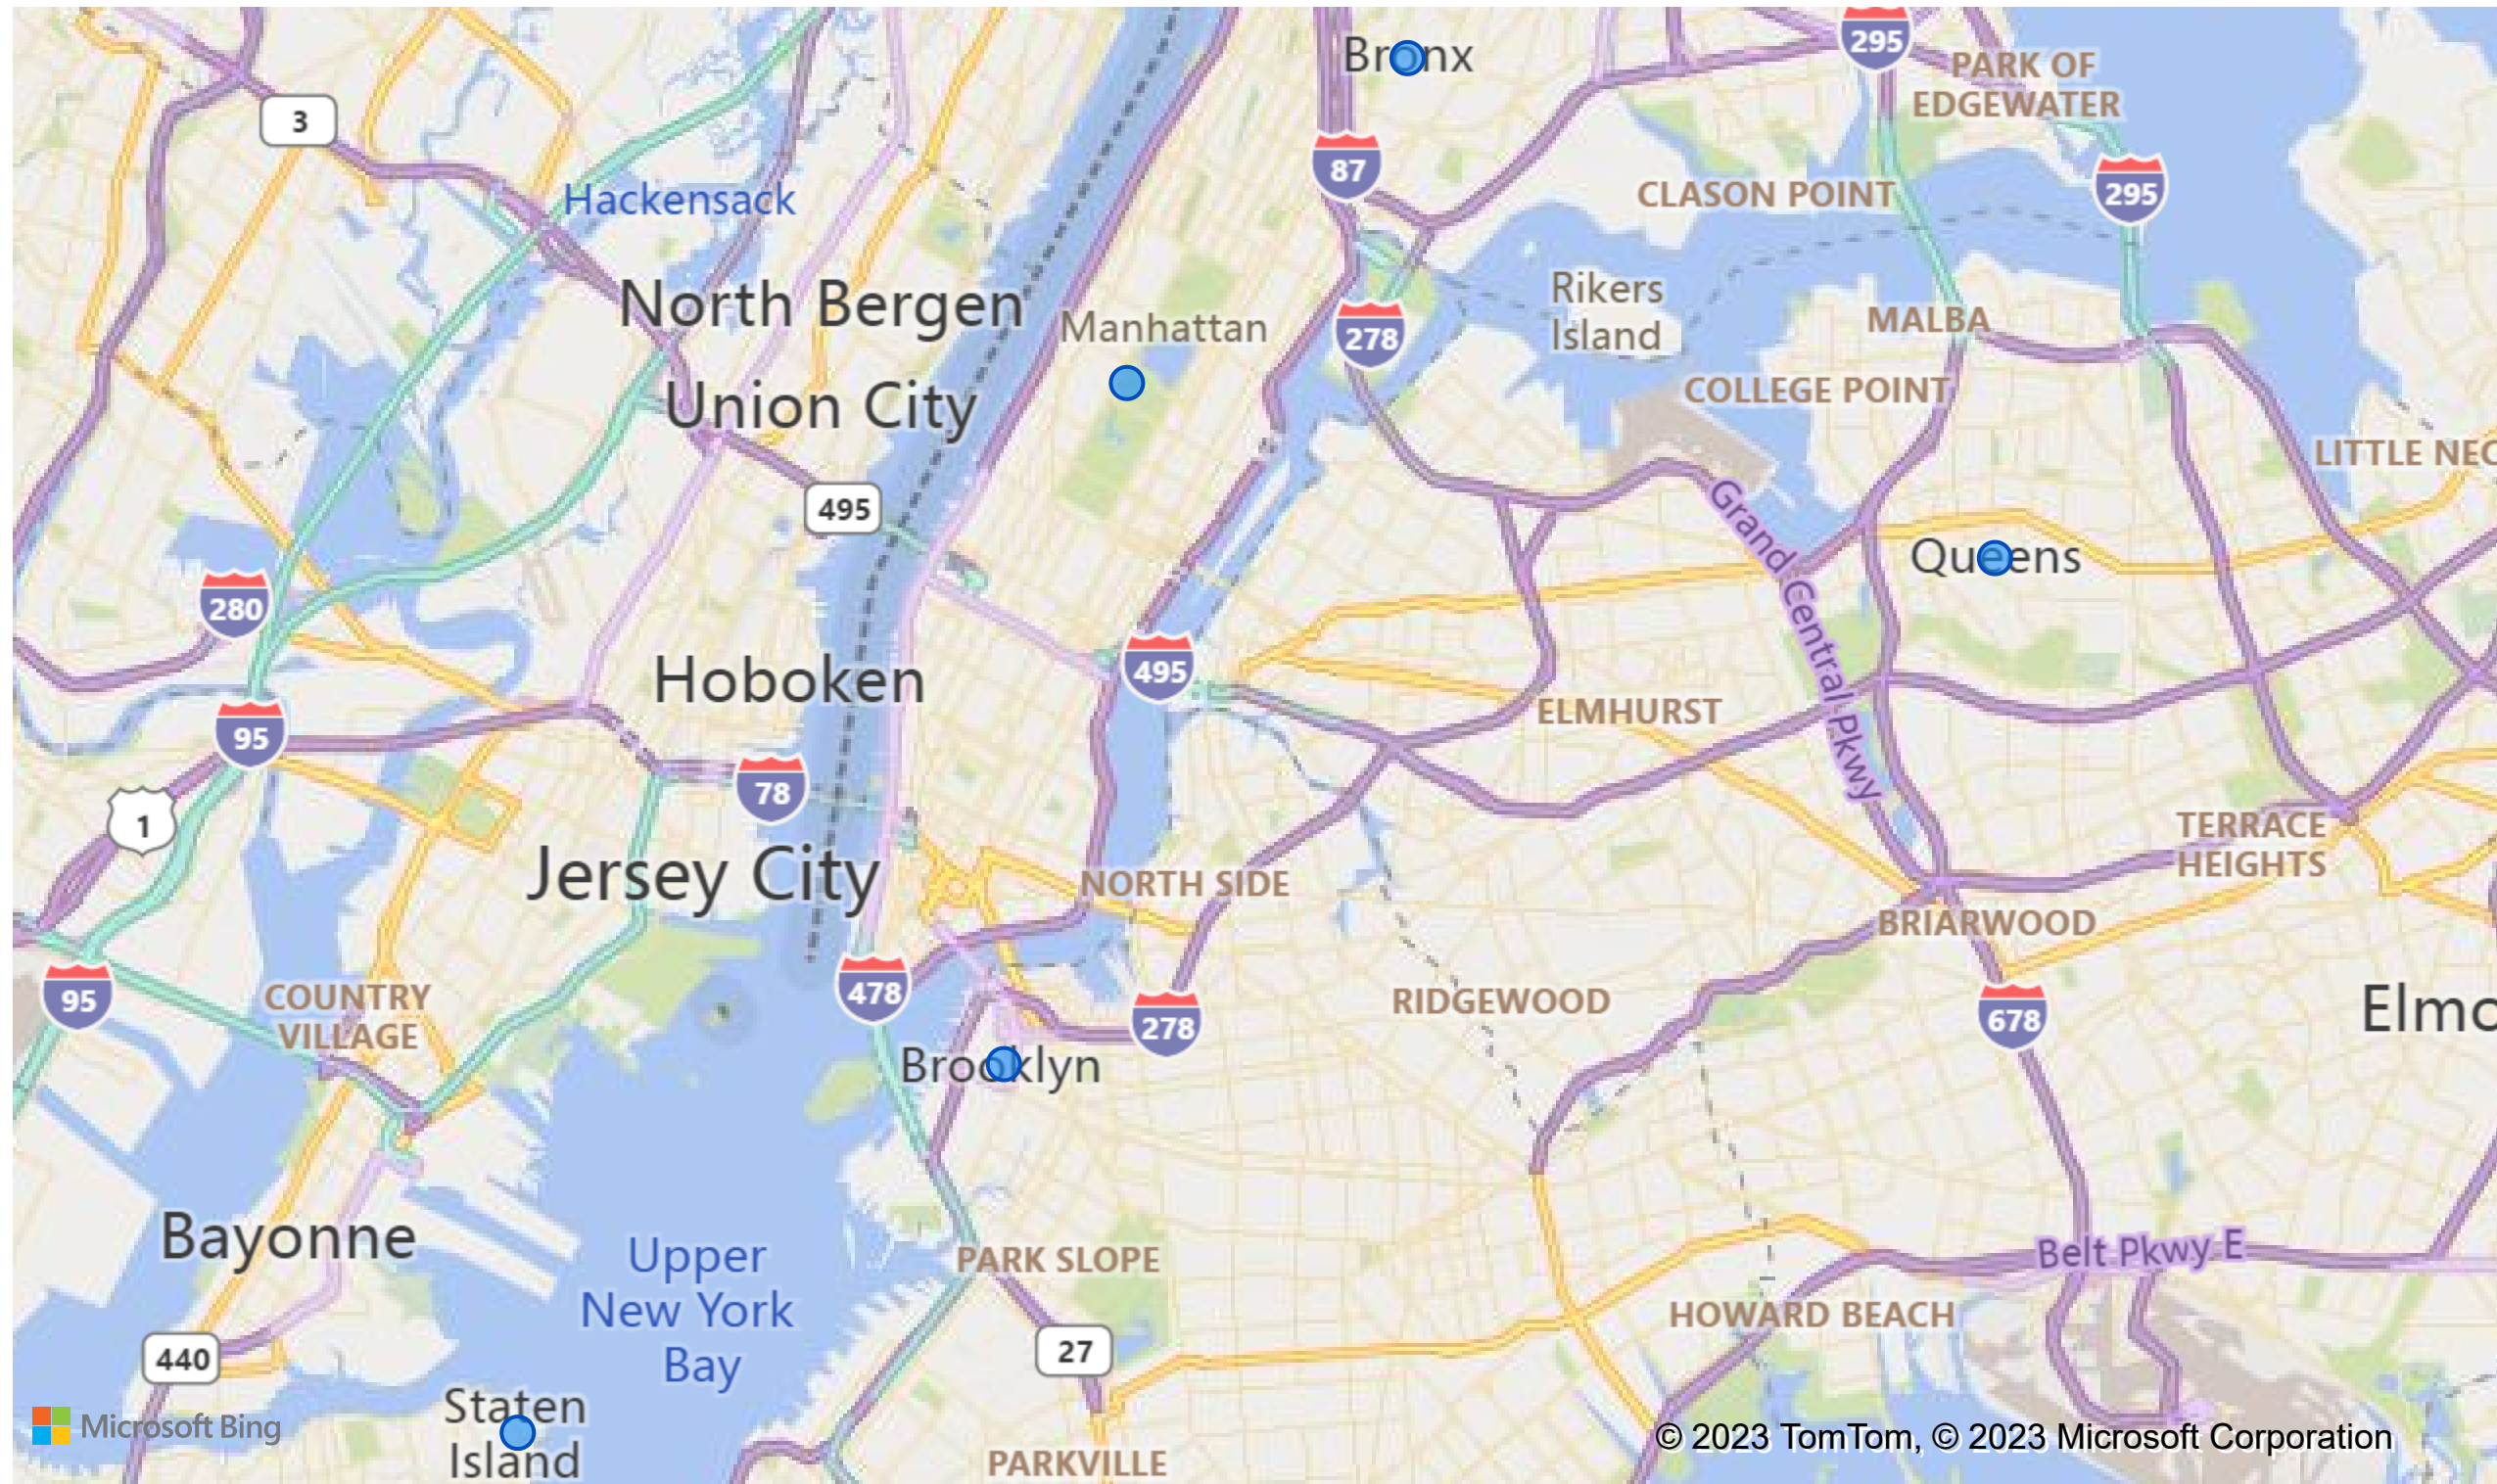 Bronx
295
PARK OF
EDGEWATER
3
87
CLASON POINT
295
Hackensack
North Bergen
Manhattan
278
Rikers
Island
MALBA
Union City
COLLEGE POINT
LITTLE NEC
495
Grand Central Pkwy
Queens
280
495
Hoboken
ELMHURST
95
78
1
Jersey City
NORTH SIDE
TERRACE
HEIGHTS
BRIARWOOD
95
COUNTRY
VILLAGE
478
278
RIDGEWOOD
678
Elmo
Brooklyn
Bayonne
Upper
New York
Bay
PARK SLOPE
Belt Pkwy E
HOWARD BEACH
440
27
Staten
Island
Microsoft Bing
PARKVILLE
© 2023 TomTom, © 2023 Microsoft Corporation